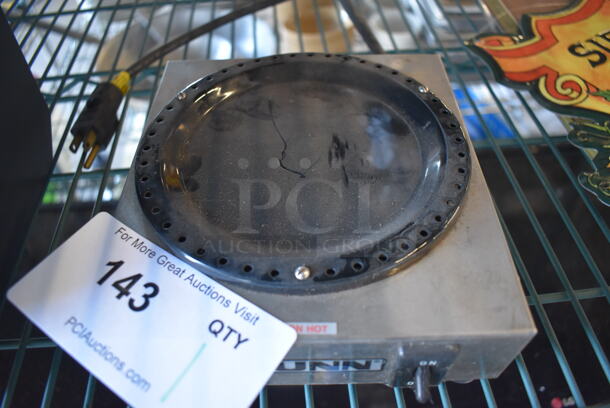 PCI
AUCTION GROUP
For More Great Auctions Visit
143
QTY
PCIAuctions.com
ON HOT
UNN
ON